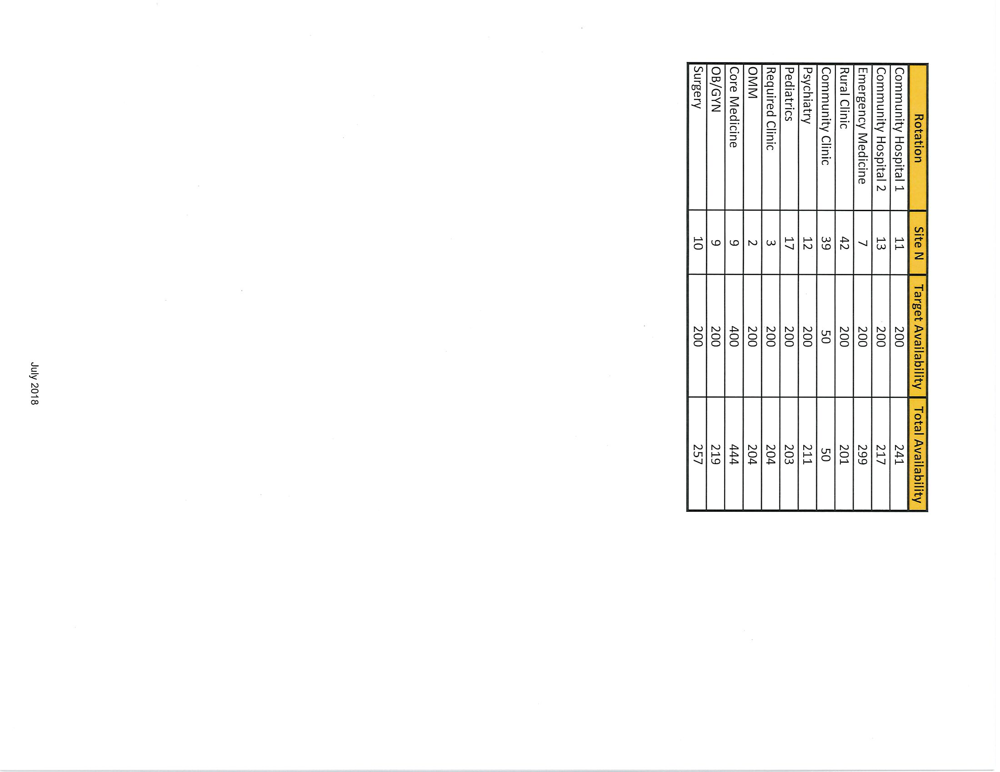 Rotation Site N Target Availability Total Availability
Community Hospital 1 11 200 241
Community Hospital 2 13 200 217
Emergency Medicine 7 200 299
Rural Clinic 42 200 201
Community Clinic 39 50 50
Psychiatry 12 200 211
Pediatrics 17 200 203
Required Clinic 3 200 204
OMM 2 200 204
Core Medicine 9 400 444
OB/GYN 9 200 219
Surgery 10 200 257
July 2018